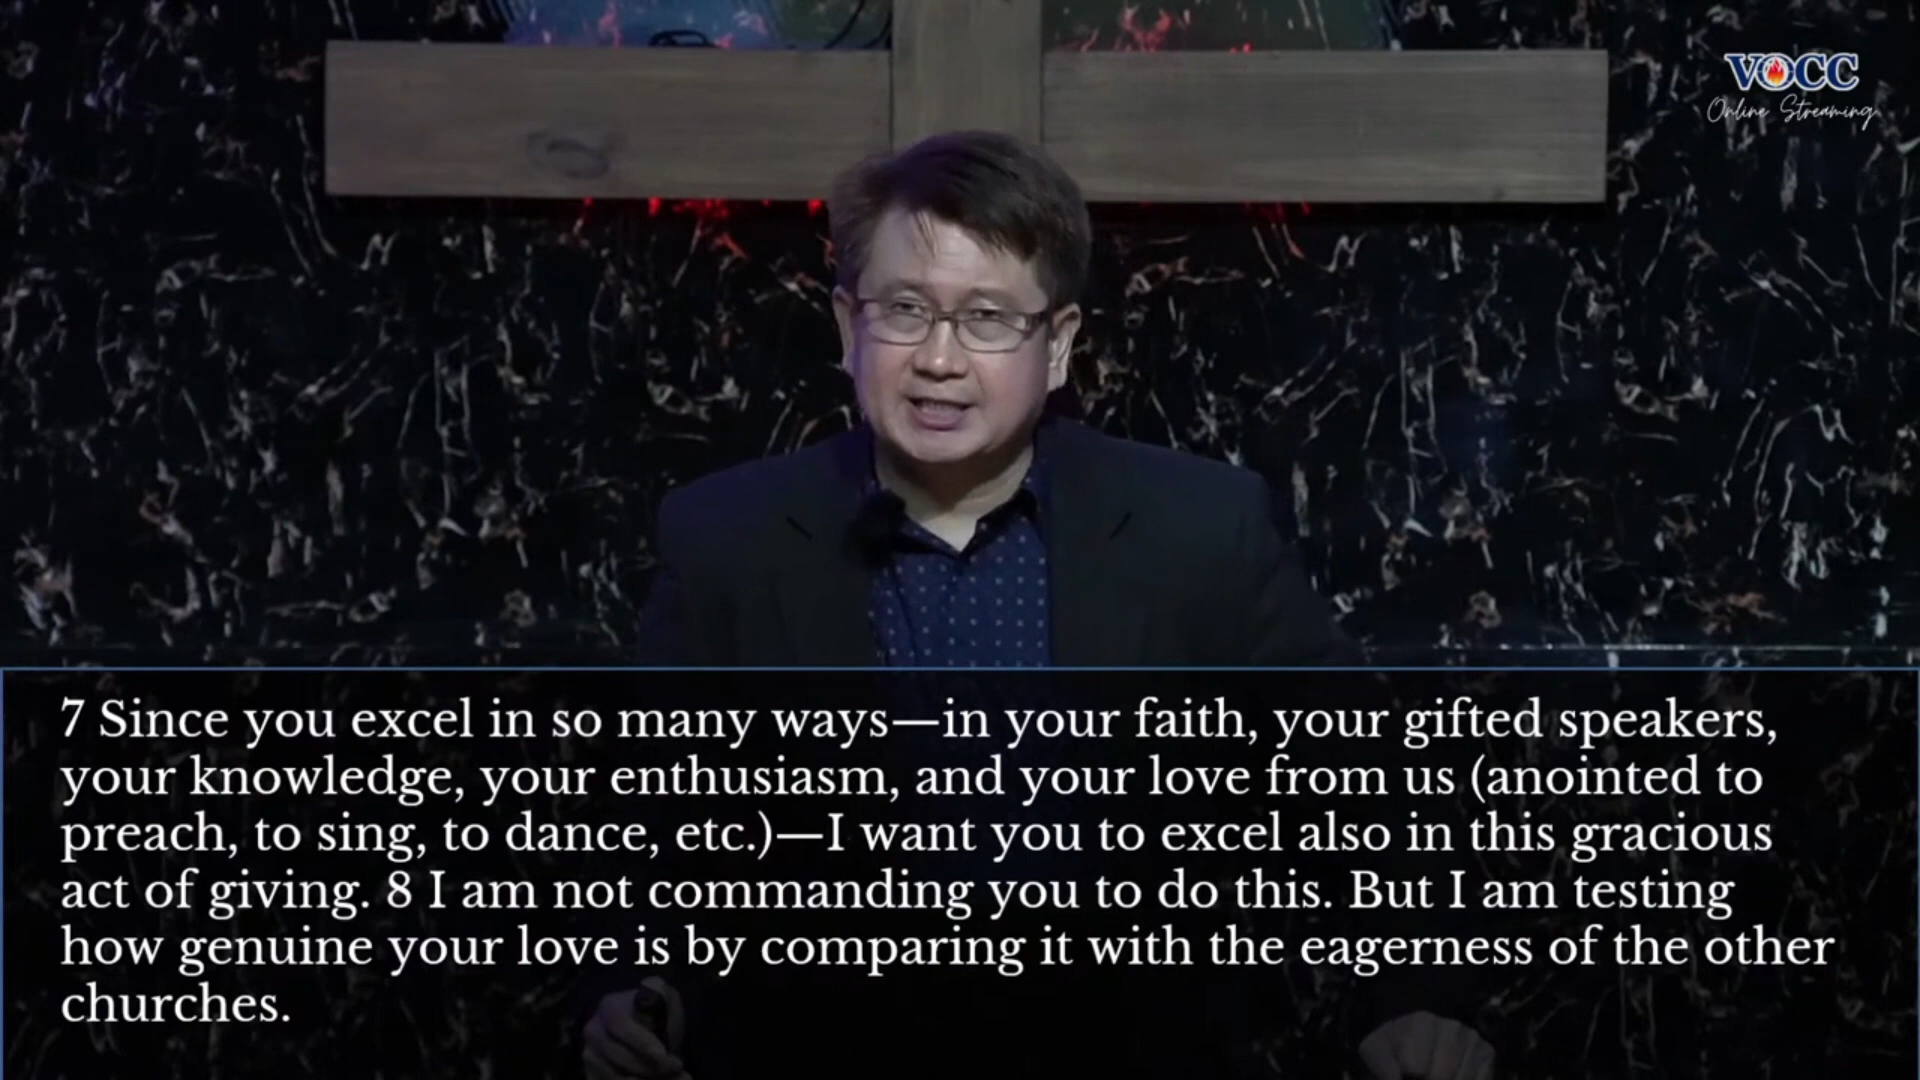 VOCC
Online Streaming
7 Since you excel in so many ways—in your faith, your gifted speakers,
your knowledge, your enthusiasm, and your love from us (anointed to
preach, to sing, to dance, etc.)—I want you to excel also in this gracious
act of giving. 8 I am not commanding you to do this. But I am testing
how genuine your love is by comparing it with the eagerness of the other
churches.